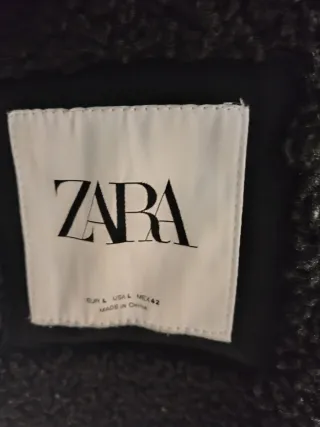 ZARA
EUR L USA L MEX 42
MADE IN CHINA